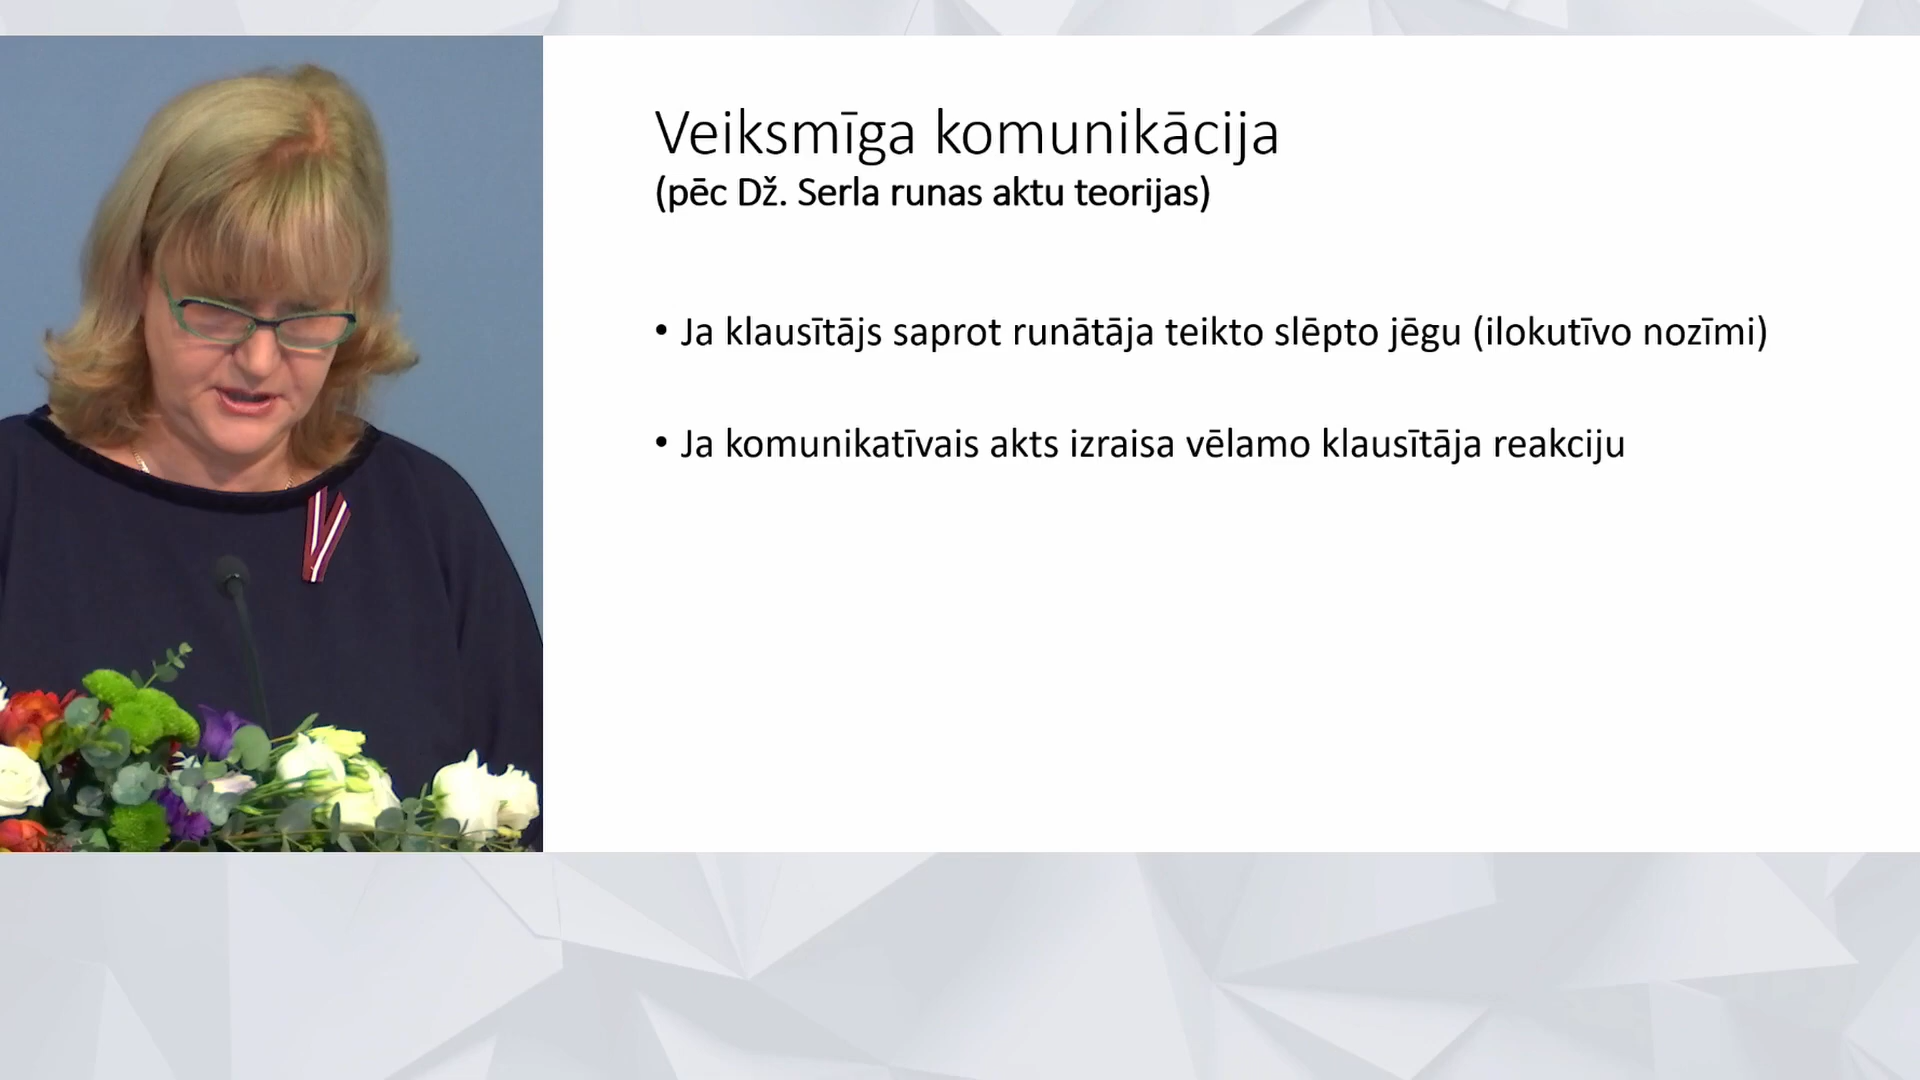 Veiksmīga komunikācija
(pēc Dž. Serla runas aktu teorijas)
• Ja klausītājs saprot runātāja teikto slēpto jēgu (ilokutīvo nozīmi)
• Ja komunikatīvais akts izraisa vēlamo klausītāja reakciju